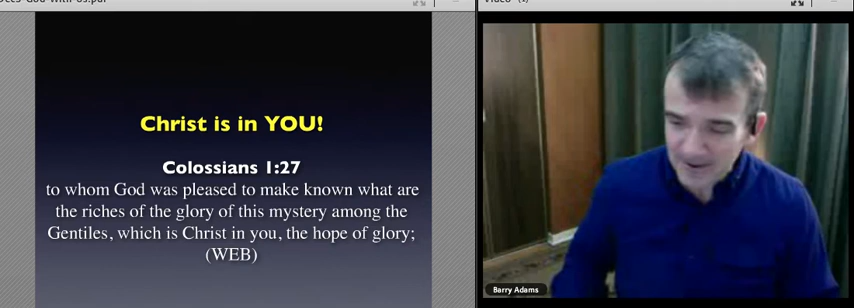 Christ is in YOU!
Colossians 1:27
to whom God was pleased to make known what are
the riches of the glory of this mystery among the
Gentiles, which is Christ in you, the hope of glory;
(WEB)
Barry Adams